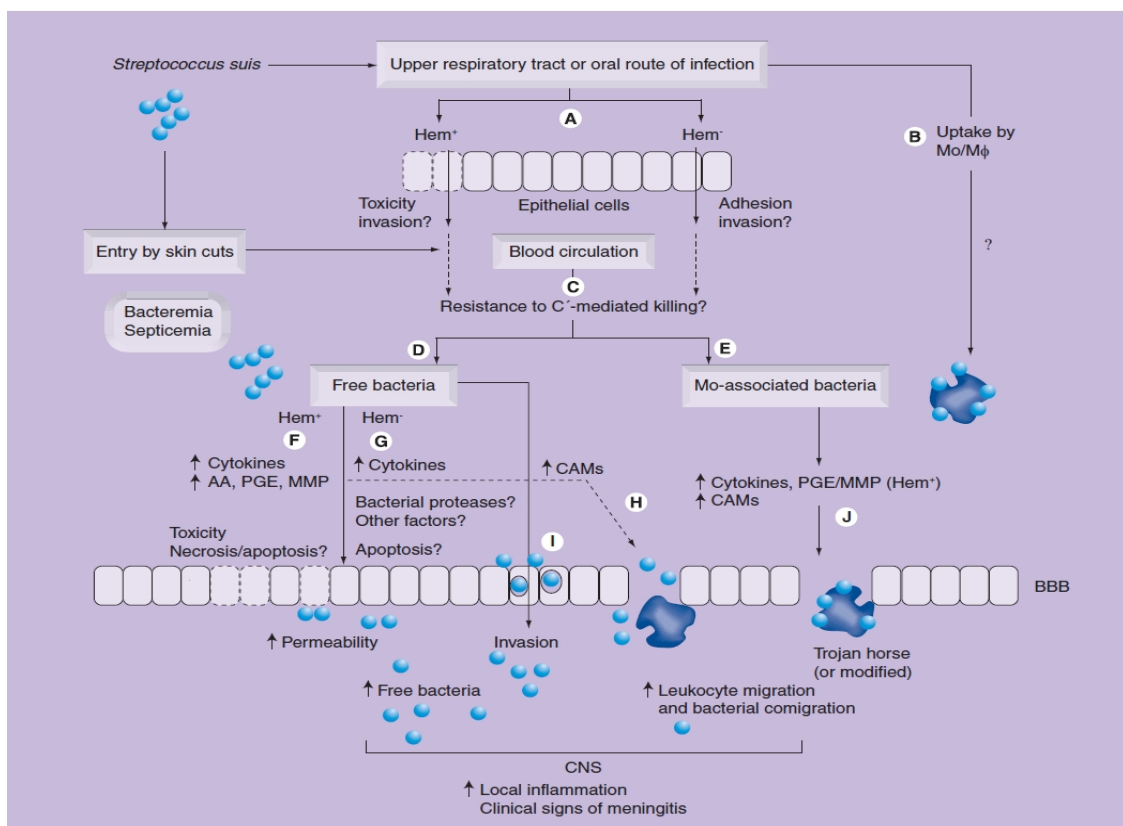 Streptococcus suis
Upper respiratory tract or oral route of infection
A
Hem⁺
Hem⁻
B
Uptake by
Mo/Mϕ
Toxicity
invasion?
Epithelial cells
Adhesion
invasion?
?
Entry by skin cuts
Blood circulation
C
Resistance to C´-mediated killing?
Bacteremia
Septicemia
D
E
Free bacteria
Mo-associated bacteria
Hem⁺
Hem⁻
F
G
↑ Cytokines
↑ AA, PGE, MMP
↑ Cytokines
↑ CAMs
↑ Cytokines, PGE/MMP (Hem⁺)
↑ CAMs
Bacterial proteases?
Other factors?
H
J
Toxicity
Necrosis/apoptosis?
Apoptosis?
I
BBB
↑ Permeability
Invasion
Trojan horse
(or modified)
↑ Free bacteria
↑ Leukocyte migration
and bacterial comigration
CNS
↑ Local inflammation
Clinical signs of meningitis